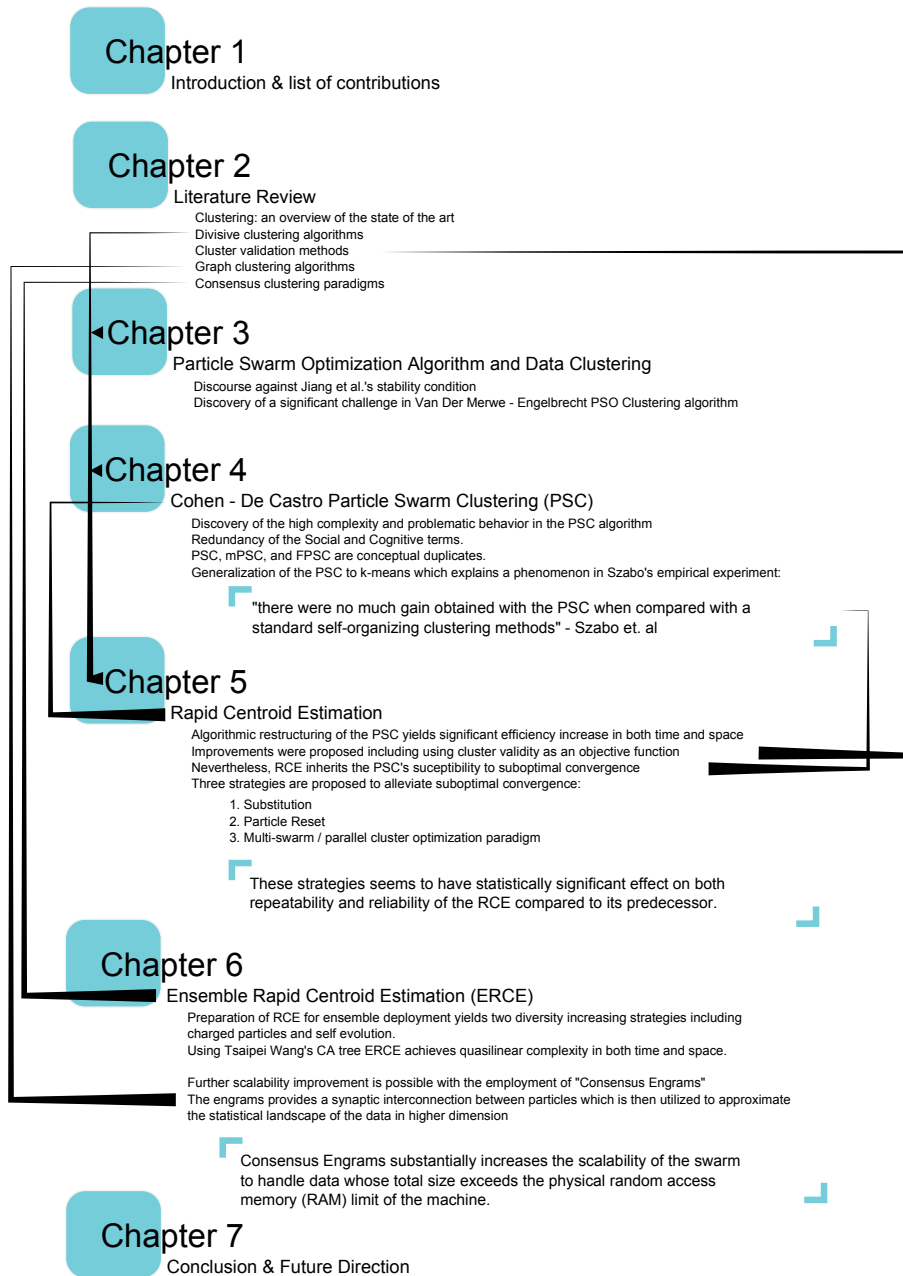 Chapter 1
Introduction & list of contributions
Chapter 2
Literature Review
Clustering: an overview of the state of the art
Divisive clustering algorithms
Cluster validation methods
Graph clustering algorithms
Consensus clustering paradigms
Chapter 3
Particle Swarm Optimization Algorithm and Data Clustering
Discourse against Jiang et al.'s stability condition
Discovery of a significant challenge in Van Der Merwe - Engelbrecht PSO Clustering algorithm
Chapter 4
Cohen - De Castro Particle Swarm Clustering (PSC)
Discovery of the high complexity and problematic behavior in the PSC algorithm
Redundancy of the Social and Cognitive terms.
PSC, mPSC, and FPSC are conceptual duplicates.
Generalization of the PSC to k-means which explains a phenomenon in Szabo's empirical experiment:
"there were no much gain obtained with the PSC when compared with a
standard self-organizing clustering methods" - Szabo et. al
Chapter 5
Rapid Centroid Estimation
Algorithmic restructuring of the PSC yields significant efficiency increase in both time and space
Improvements were proposed including using cluster validity as an objective function
Nevertheless, RCE inherits the PSC's suceptibility to suboptimal convergence
Three strategies are proposed to alleviate suboptimal convergence:
1. Substitution
2. Particle Reset
3. Multi-swarm / parallel cluster optimization paradigm
These strategies seems to have statistically significant effect on both
repeatability and reliability of the RCE compared to its predecessor.
Chapter 6
Ensemble Rapid Centroid Estimation (ERCE)
Preparation of RCE for ensemble deployment yields two diversity increasing strategies including
charged particles and self evolution.
Using Tsaipei Wang's CA tree ERCE achieves quasilinear complexity in both time and space.
Further scalability improvement is possible with the employment of "Consensus Engrams"
The engrams provides a synaptic interconnection between particles which is then utilized to approximate
the statistical landscape of the data in higher dimension
Consensus Engrams substantially increases the scalability of the swarm
to handle data whose total size exceeds the physical random access
memory (RAM) limit of the machine.
Chapter 7
Conclusion & Future Direction